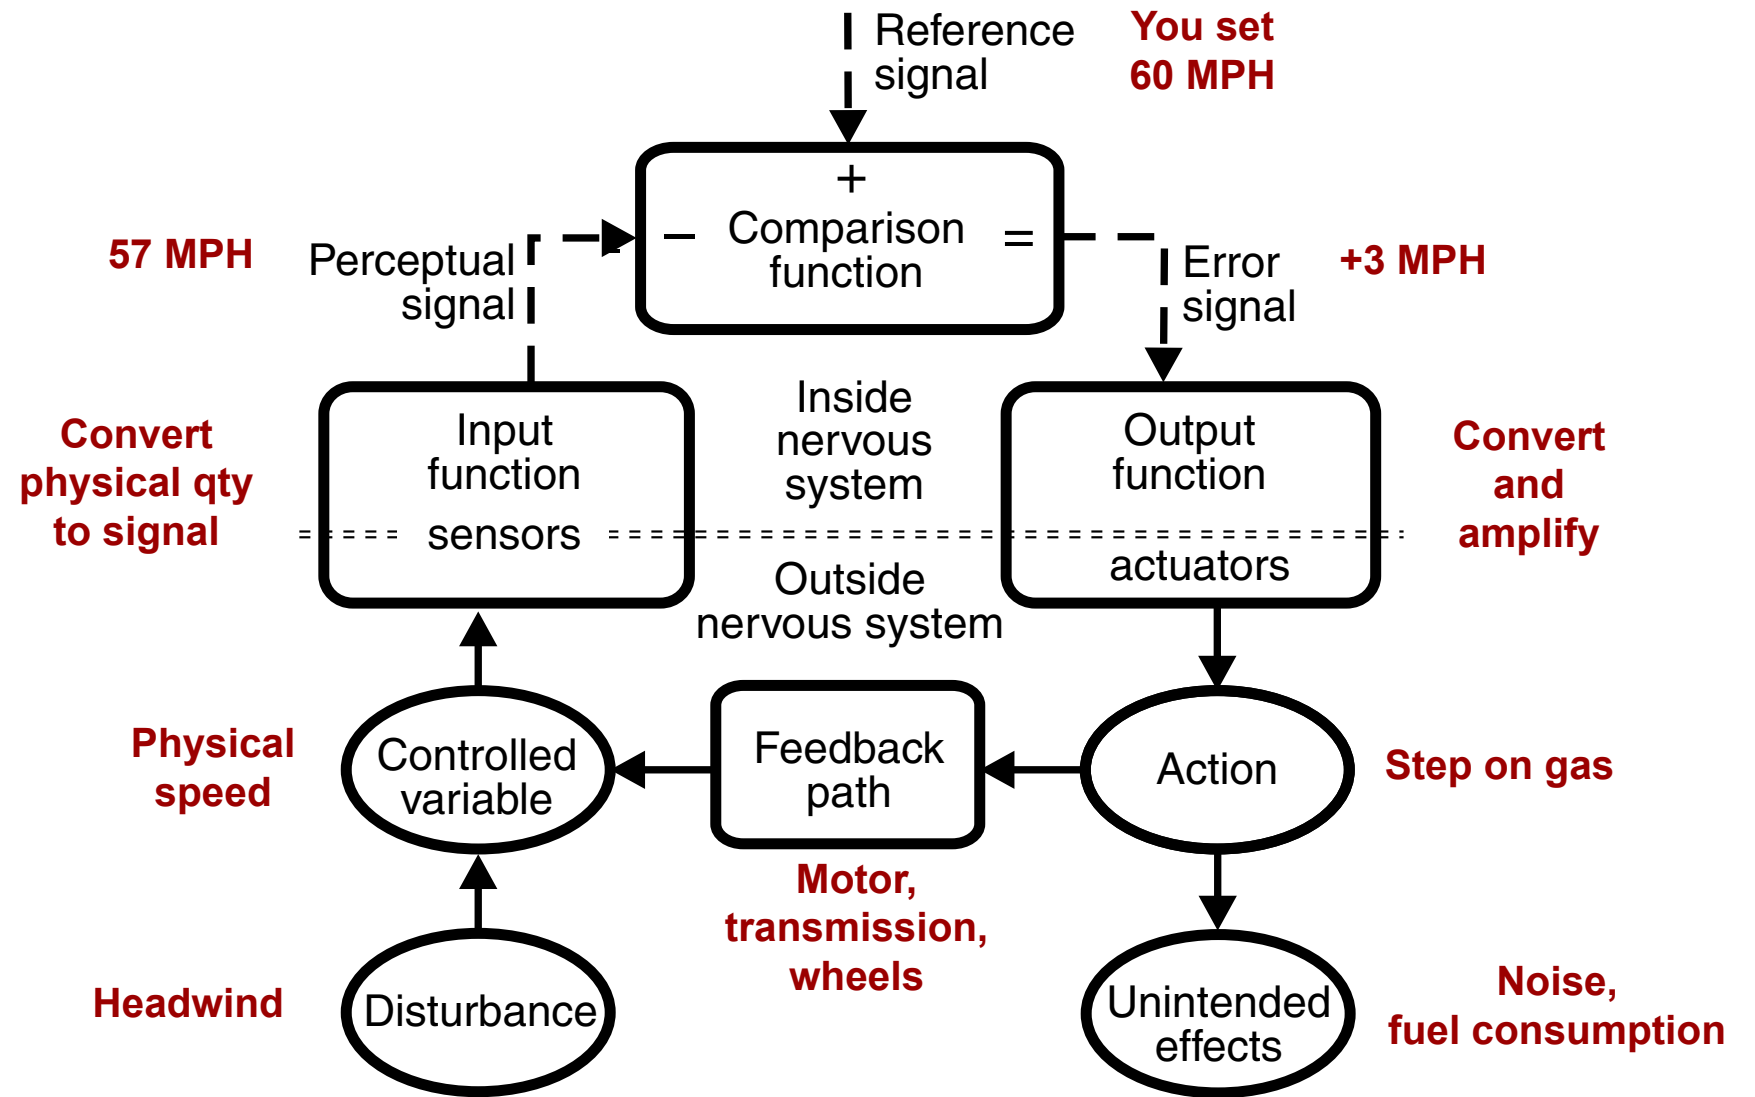 Reference
signal
You set
60 MPH
+
− Comparison =
function
57 MPH
Perceptual
signal
Error
signal
+3 MPH
Convert
physical qty
to signal
Input
function
sensors
Inside
nervous
system
Outside
nervous system
Output
function
actuators
Convert
and
amplify
Physical
speed
Controlled
variable
Feedback
path
Motor,
transmission,
wheels
Action
Step on gas
Headwind
Disturbance
Unintended
effects
Noise,
fuel consumption